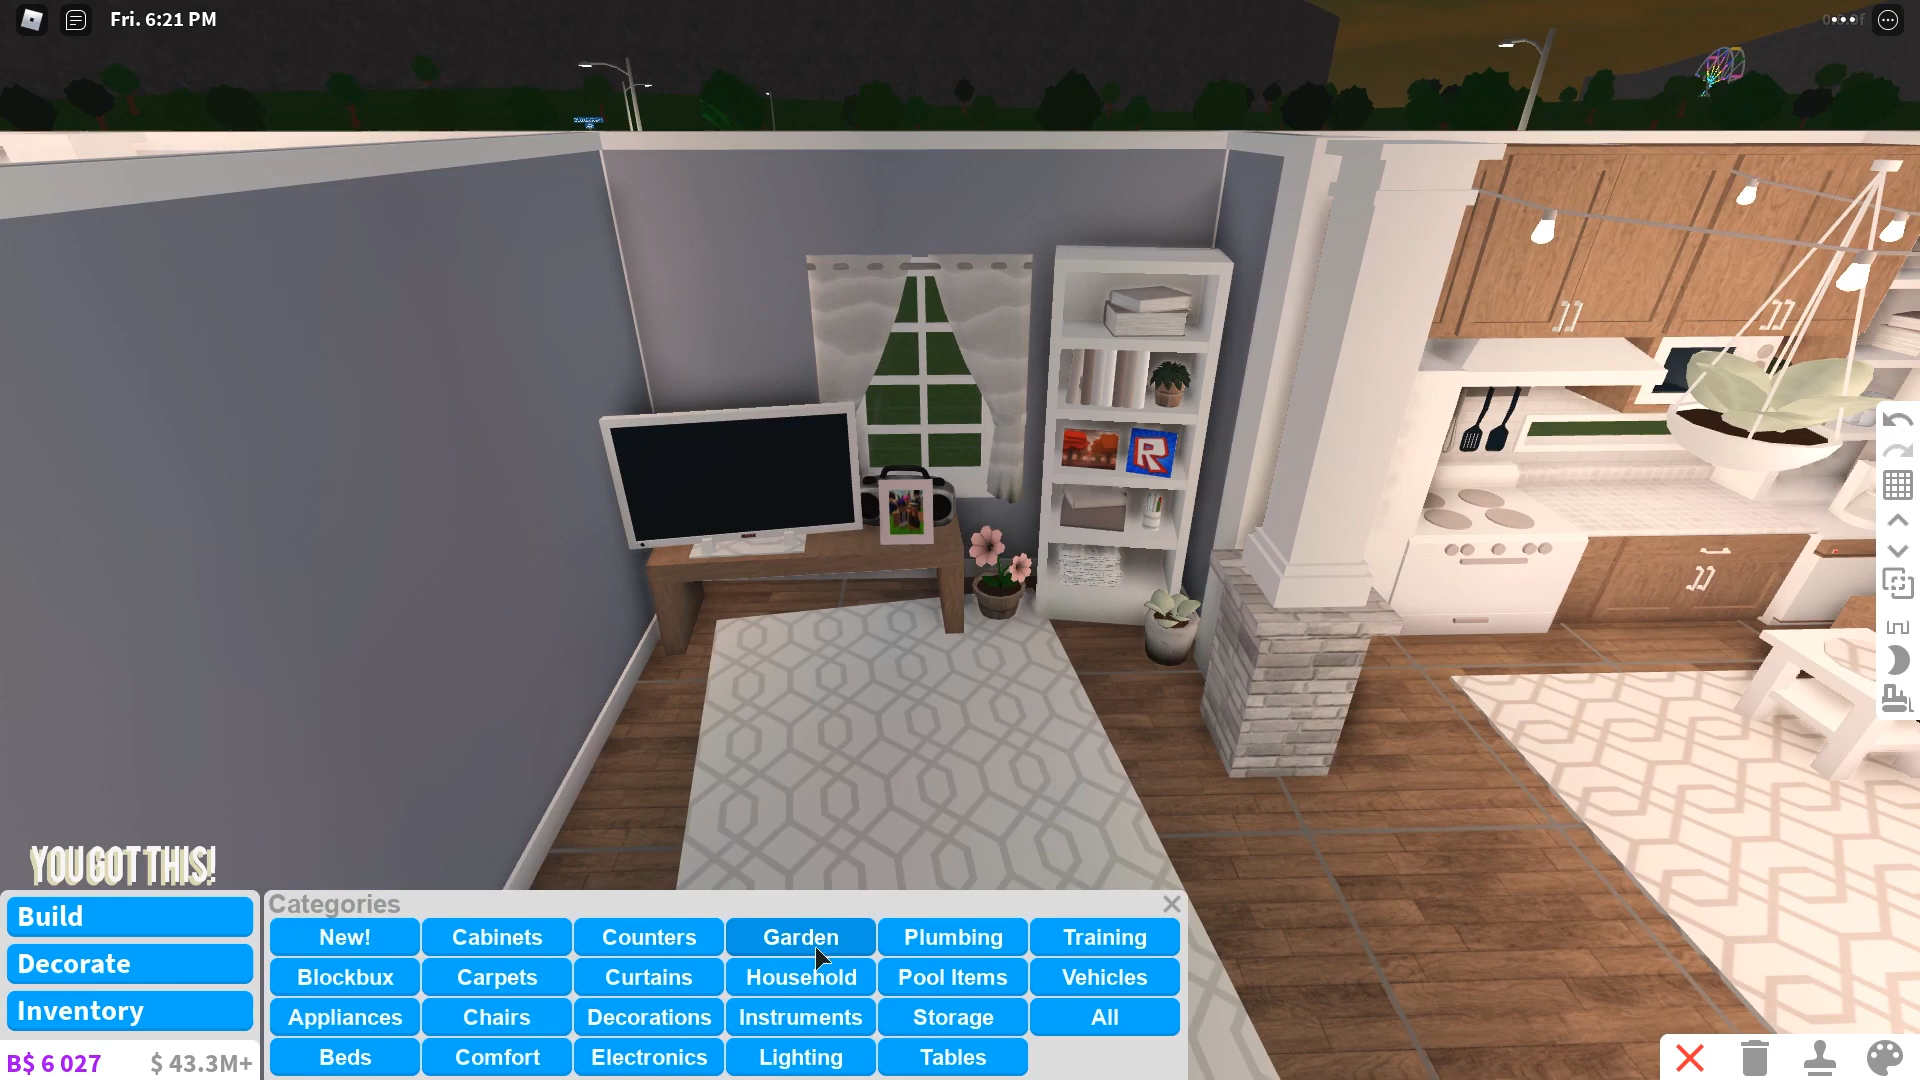 Fri. 6:21 PM
R
YOU GOT THIS!
Build
Decorate
Inventory
B$ 6 027
$ 43.3M+
Categories
New!
Cabinets
Counters
Garden
Plumbing
Training
Blockbux
Carpets
Curtains
Household
Pool Items
Vehicles
Appliances
Chairs
Decorations
Instruments
Storage
All
Beds
Comfort
Electronics
Lighting
Tables